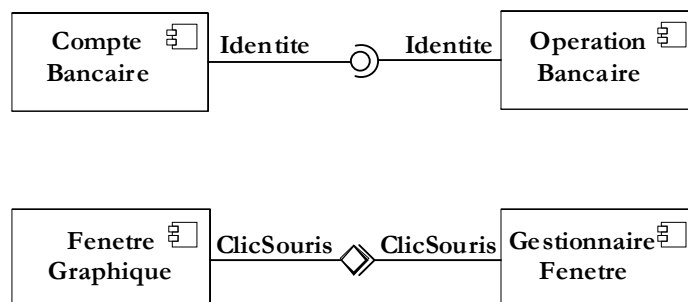 Compte
Bancaire
Identite
Identite
Operation
Bancaire
Fenetre
Graphique
ClicSouris
ClicSouris
Gestionnaire
Fenetre